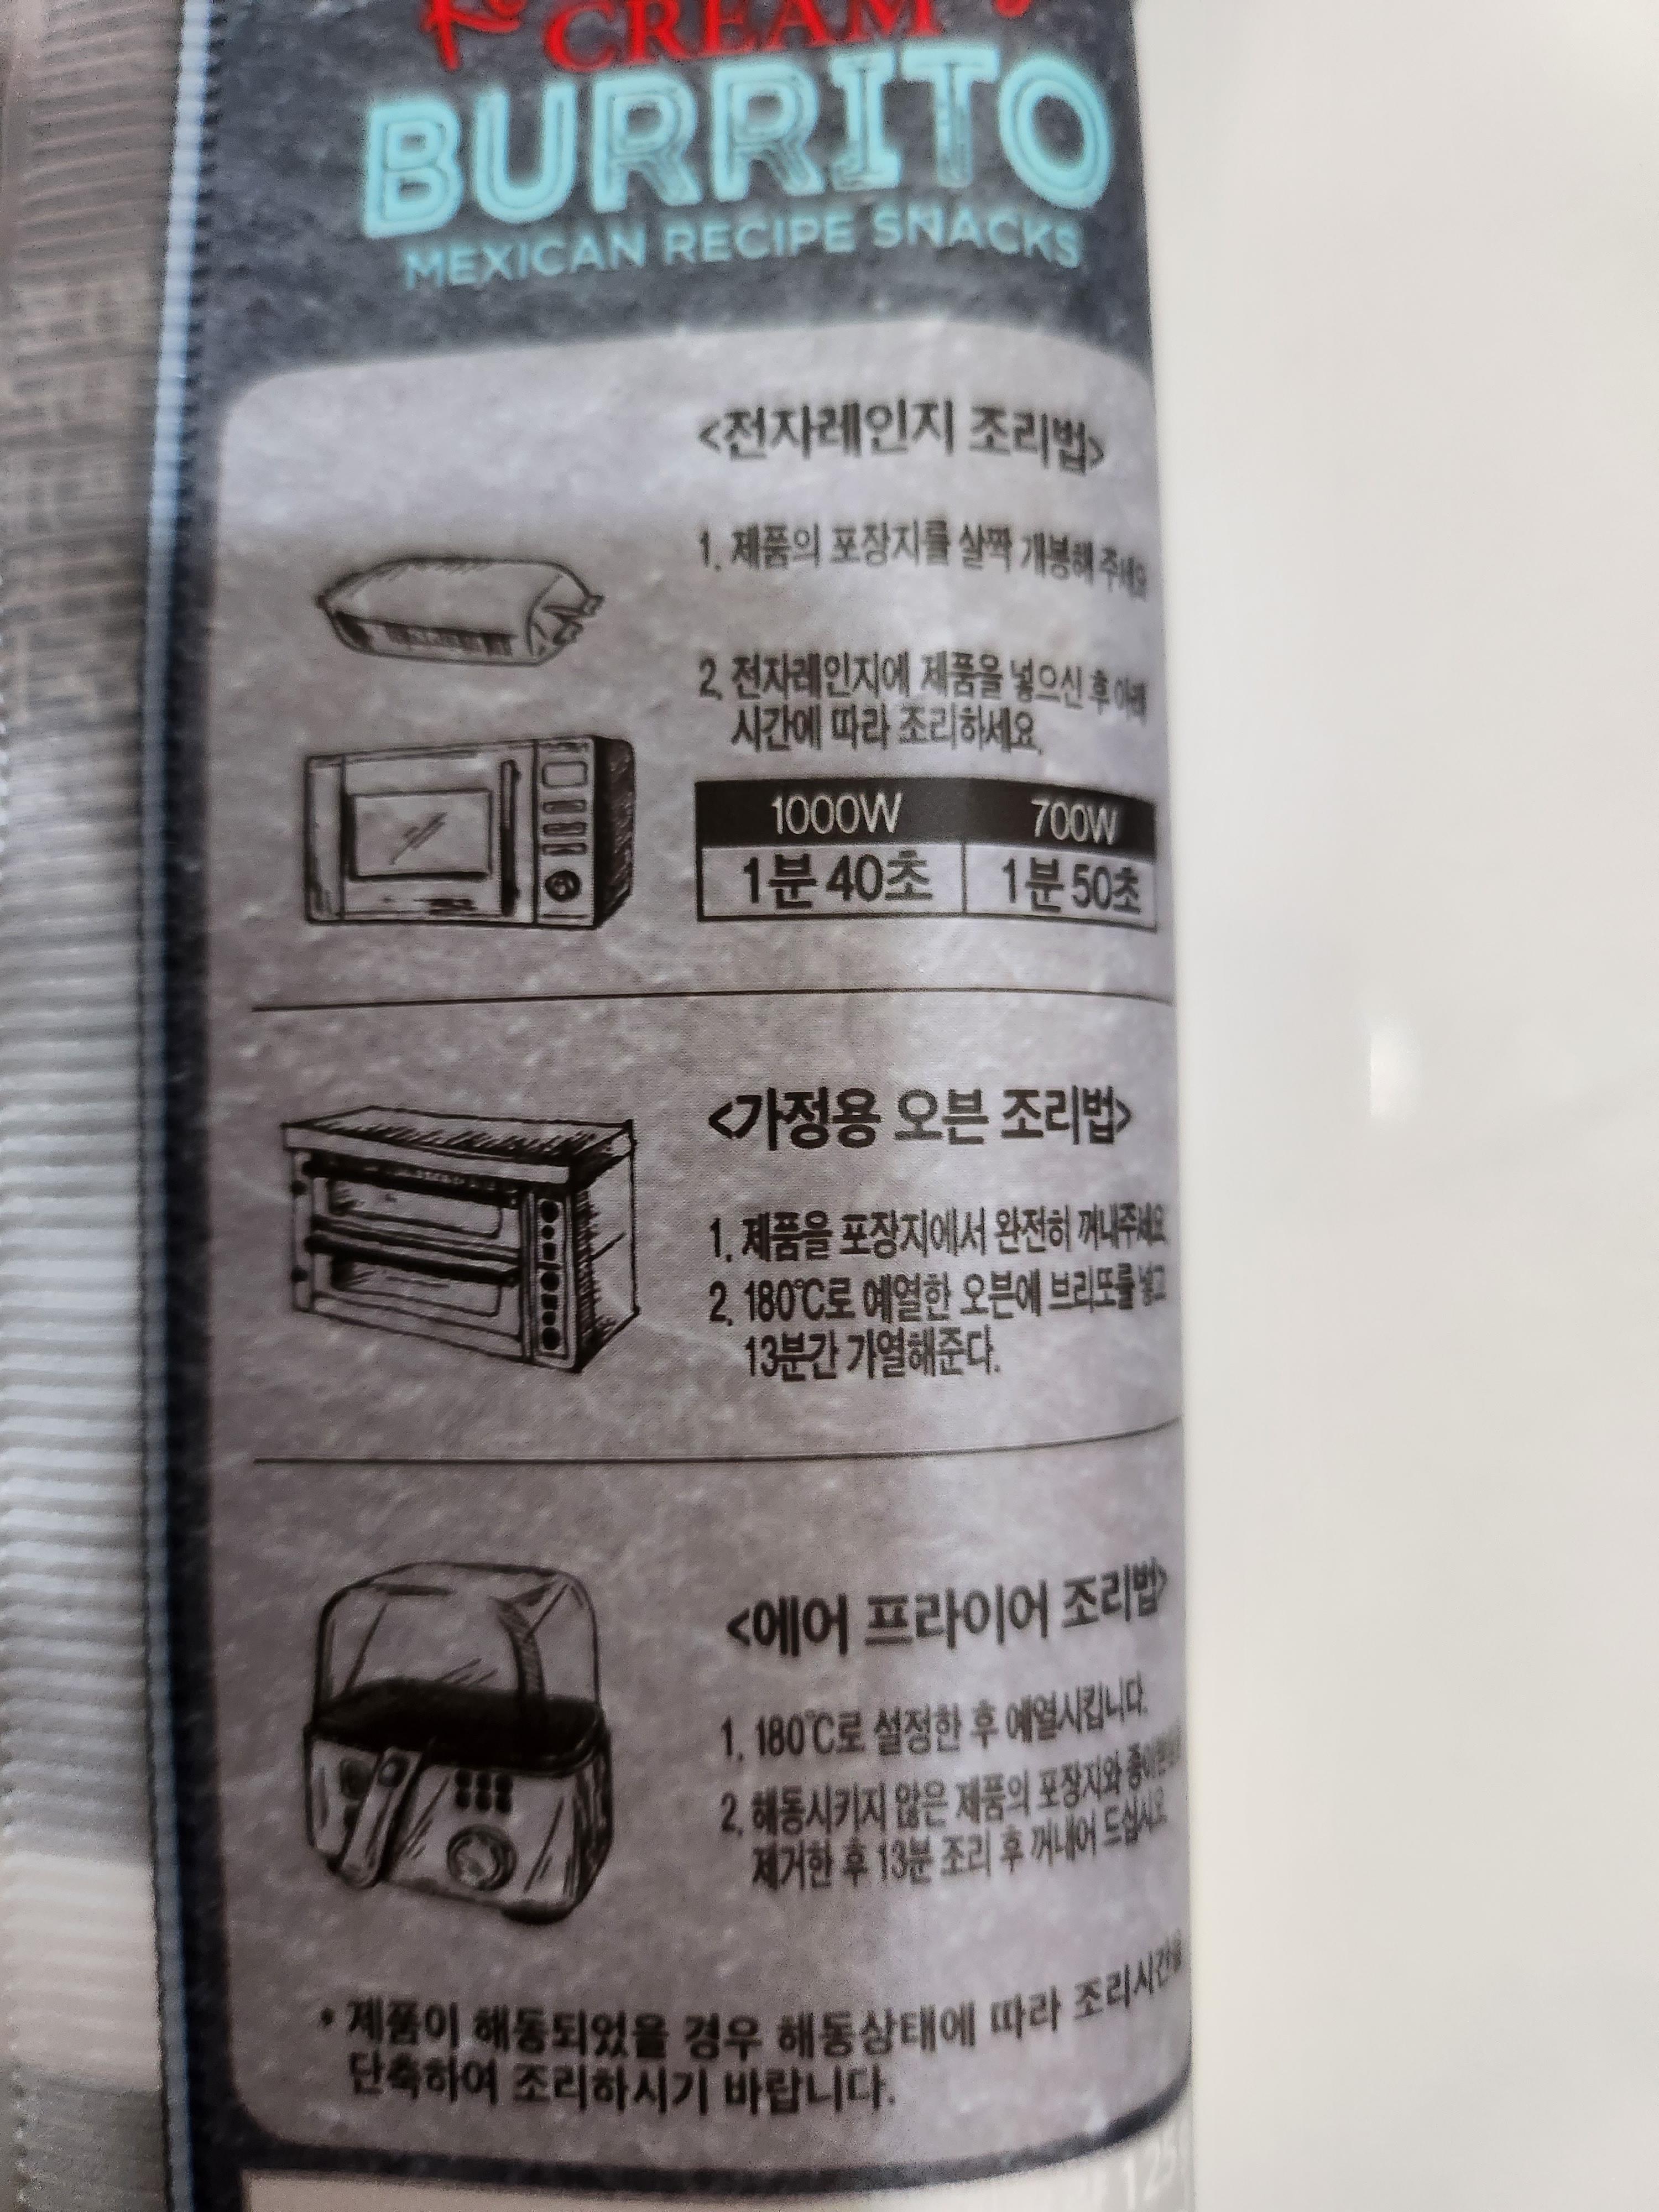 CREAM
BURRITO
MEXICAN RECIPE SNACKS
<전자레인지 조리법>
1. 제품의 포장지를 살짝 개봉해 주세요
2. 전자레인지에 제품을 넣으신 후 아래
시간에 따라 조리하세요.
1000W 700W
1분 40초 1분 50초
<가정용 오븐 조리법>
1. 제품을 포장지에서 완전히 꺼내주세요
2. 180℃로 예열한 오븐에 브리또를 넣고
13분간 가열해준다.
<에어 프라이어 조리법>
1. 180℃로 설정한 후 예열시킵니다.
2. 해동시키지 않은 제품의 포장지와
제거한 후 13분 조리 후 꺼내어 드십시오
* 제품이 해동되었을 경우 해동상태에 따라 조리시간을
단축하여 조리하시기 바랍니다.